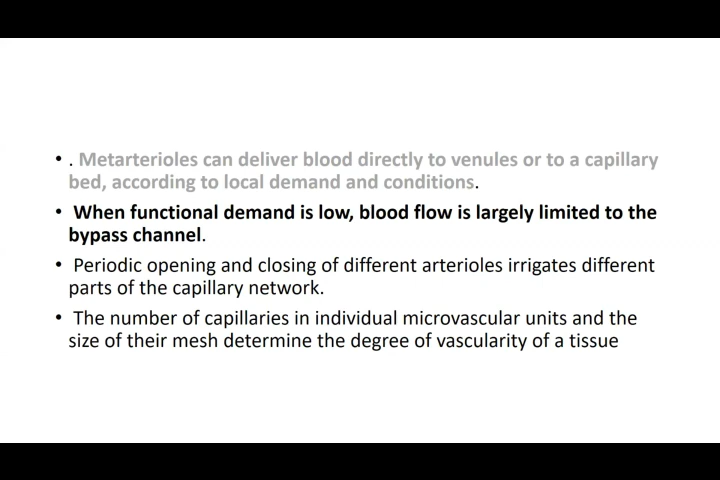 • . Metarterioles can deliver blood directly to venules or to a capillary
bed, according to local demand and conditions.
• When functional demand is low, blood flow is largely limited to the
bypass channel.
• Periodic opening and closing of different arterioles irrigates different
parts of the capillary network.
• The number of capillaries in individual microvascular units and the
size of their mesh determine the degree of vascularity of a tissue